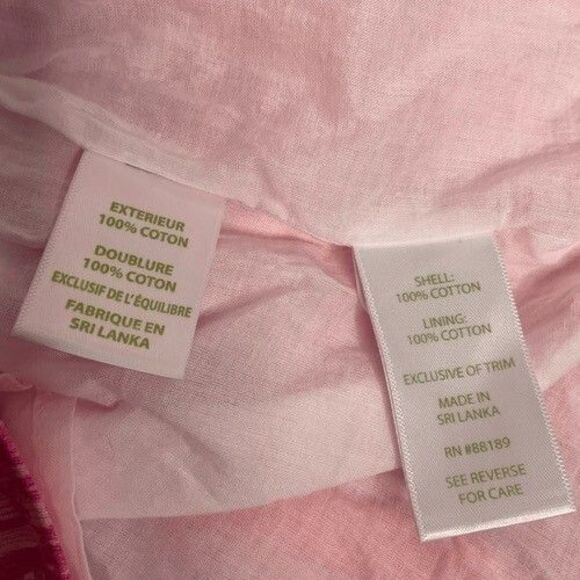 EXTERIEUR
100% COTON
DOUBLURE
100% COTON
EXCLUSIF DE L'ÉQUILIBRE
FABRIQUE EN
SRI LANKA
SHELL:
100% COTTON
LINING:
100% COTTON
EXCLUSIVE OF TRIM
MADE IN
SRI LANKA
RN #88189
SEE REVERSE
FOR CARE